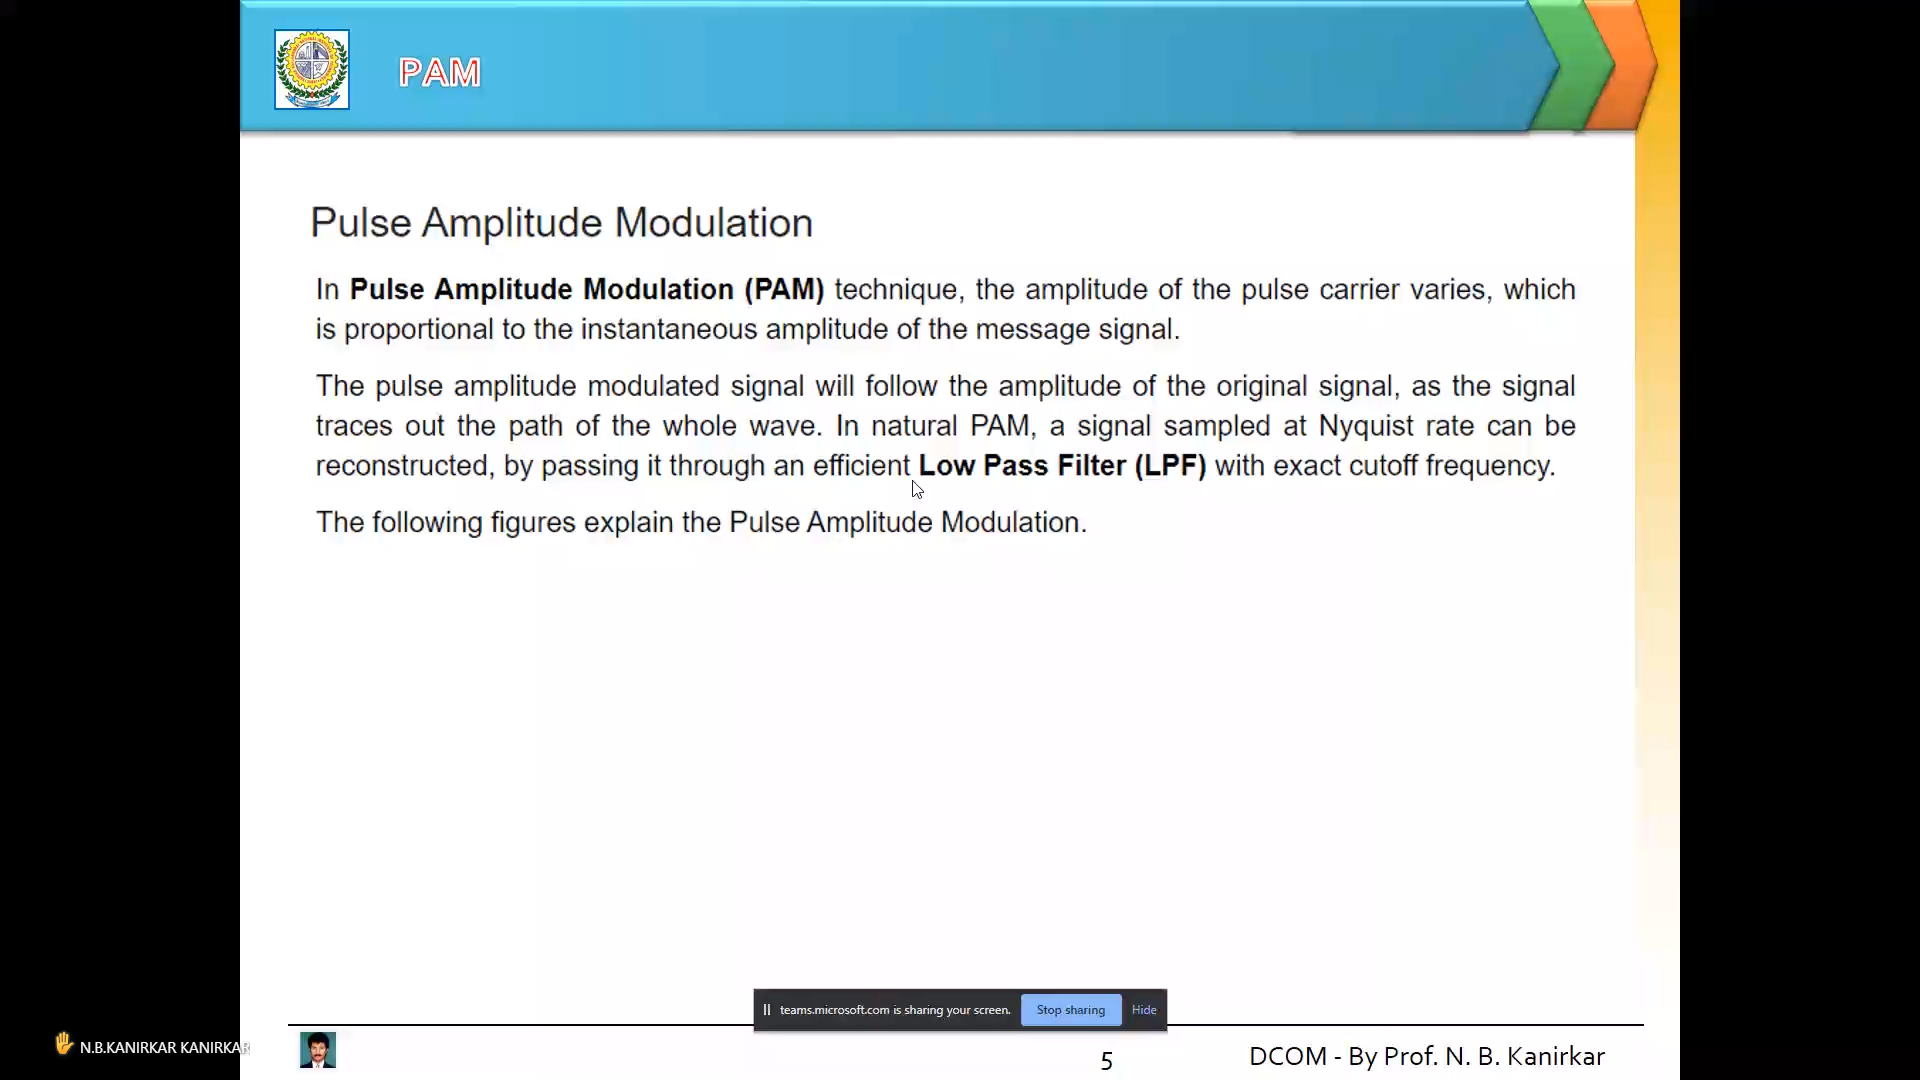 PAM
Pulse Amplitude Modulation
In Pulse Amplitude Modulation (PAM) technique, the amplitude of the pulse carrier varies, which
is proportional to the instantaneous amplitude of the message signal.
The pulse amplitude modulated signal will follow the amplitude of the original signal, as the signal
traces out the path of the whole wave. In natural PAM, a signal sampled at Nyquist rate can be
reconstructed, by passing it through an efficient Low Pass Filter (LPF) with exact cutoff frequency.
The following figures explain the Pulse Amplitude Modulation.
teams.microsoft.com is sharing your screen. Stop sharing Hide
N.B.KANIRKAR KANIRKAR
5
DCOM - By Prof. N. B. Kanirkar